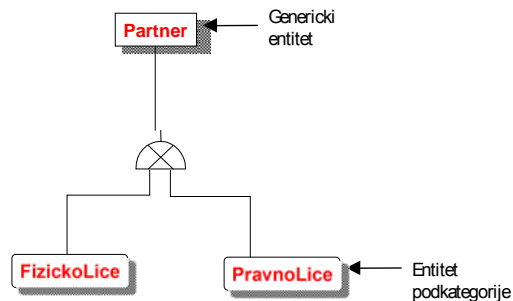 Partner
Genericki
entitet
FizickoLice
PravnoLice
Entitet
podkategorije